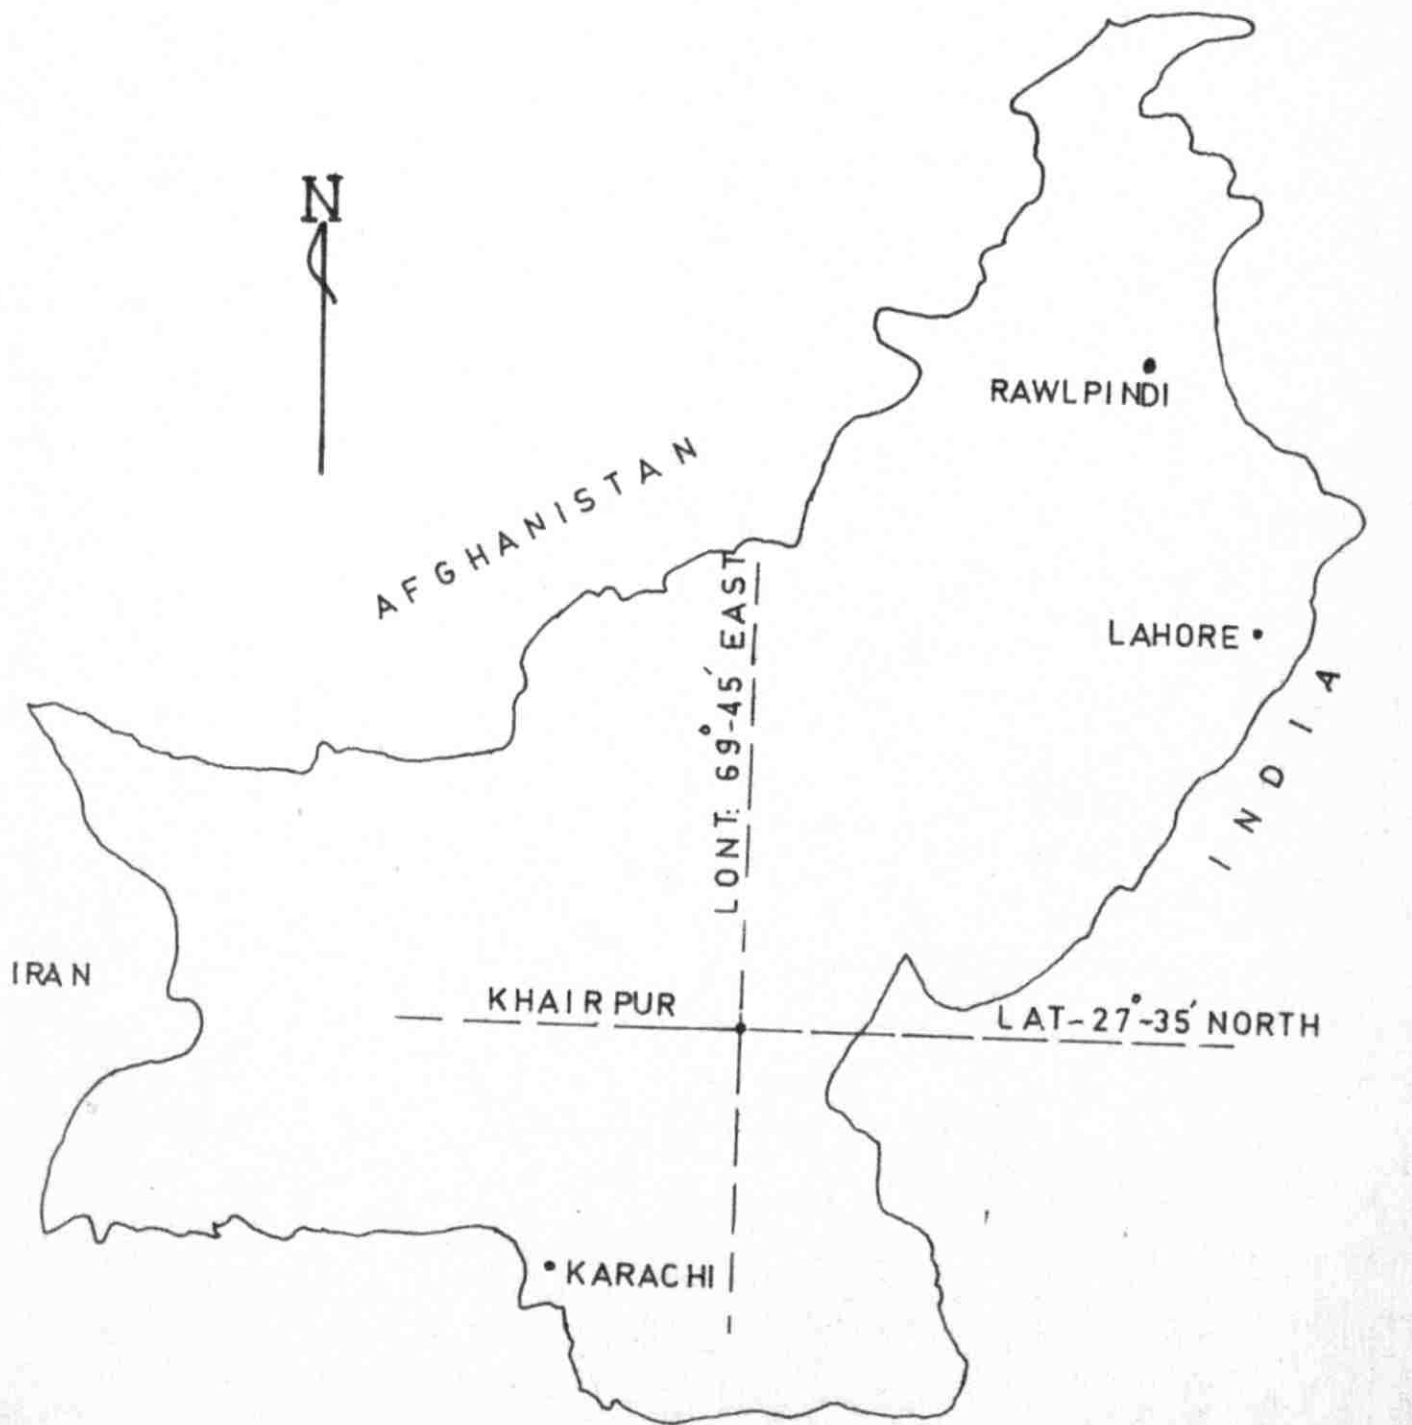 N
RAWLPINDI
AFGHANISTAN
LAHORE
INDIA
LONT: 69°-45' EAST
IRAN
KHAIRPUR
LAT-27°-35' NORTH
KARACHI